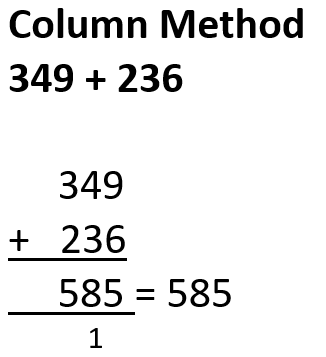 Column Method
349 + 236
349
+ 236
585 = 585
1